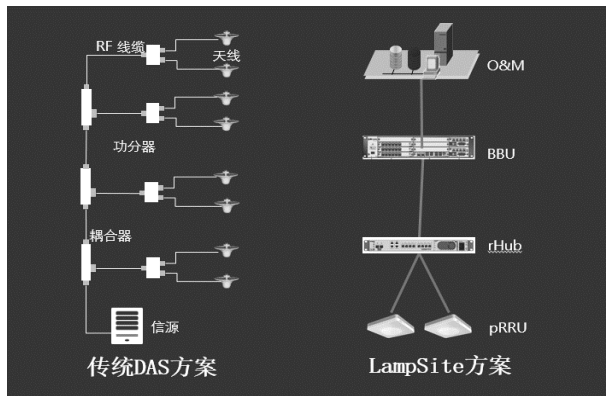 RF 线缆
天线
功分器
耦合器
信源
传统DAS方案
O&M
BBU
rHub
pRRU
LampSite方案